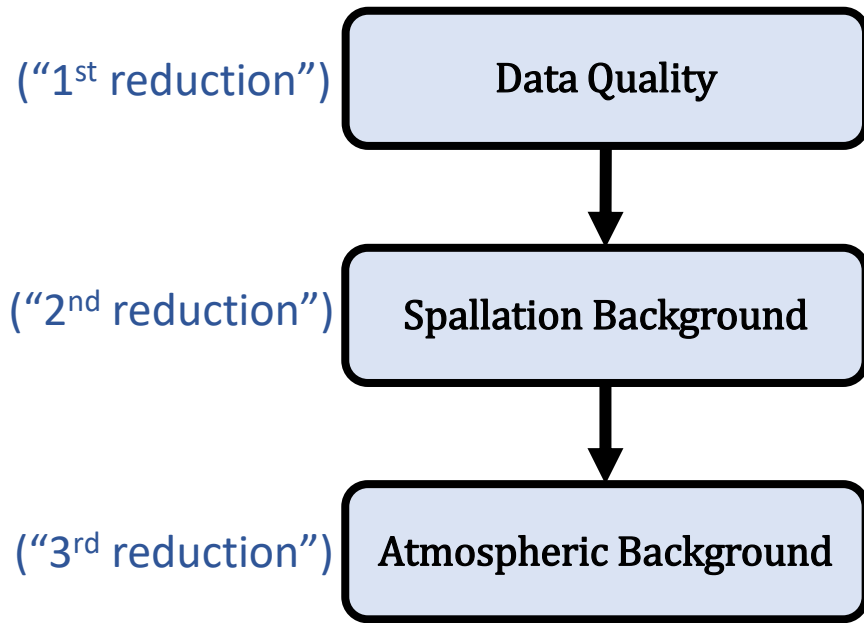 (“1st reduction”) Data Quality
(“2nd reduction”) Spallation Background
(“3rd reduction”) Atmospheric Background